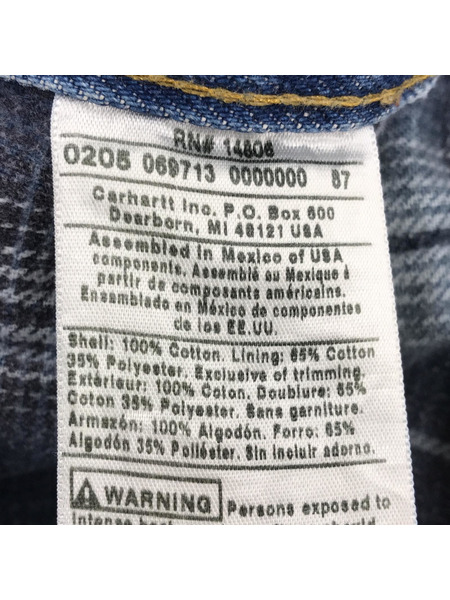 RN# 14806
0205 069713 0000000 87
Carhartt Inc. P.O. Box 600
Dearborn, MI 48121 USA
Assembled in Mexico of USA
components. Assemblé au Mexique à
partir de composants américains.
Ensamblado en México de componentes
de los EE.UU.
Shell: 100% Cotton. Lining: 65% Cotton
35% Polyester. Exclusive of trimming.
Extérieur: 100% Coton. Doublure: 65%
Coton 35% Polyester. Sans garniture.
Armazón: 100% Algodón. Forro: 65%
Algodón 35% Poliéster. Sin incluir adorno.
WARNING Persons exposed to
intense